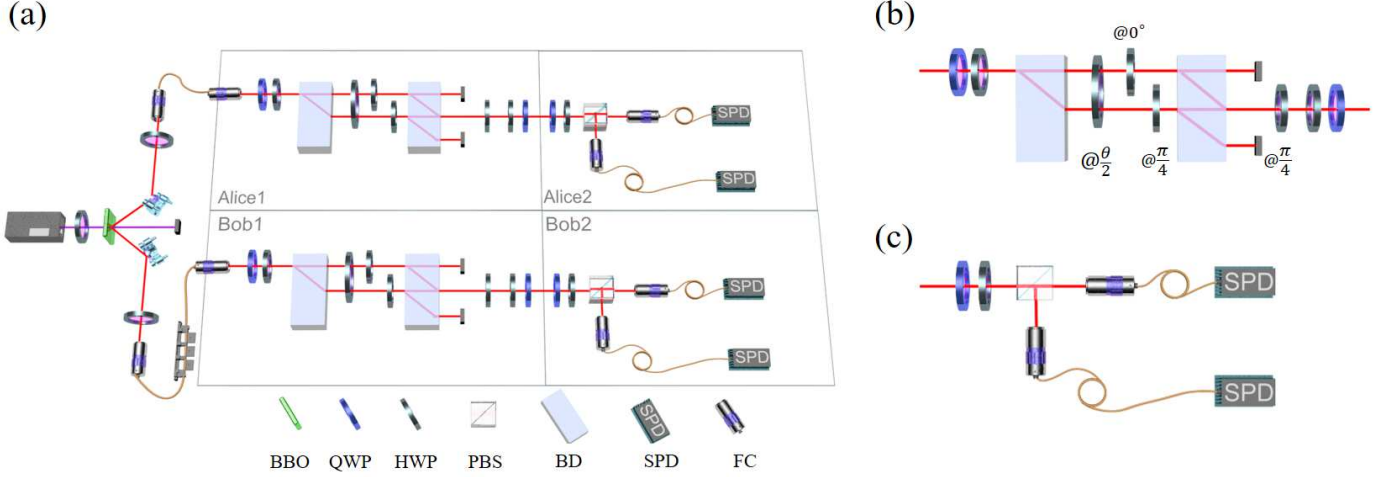 (a)
Alice1
Alice2
SPD
SPD
Bob1
Bob2
SPD
SPD
BBO QWP HWP PBS BD SPD FC
SPD
(b)
@0°
@θ/2 @π/4 @π/4
(c)
SPD
SPD